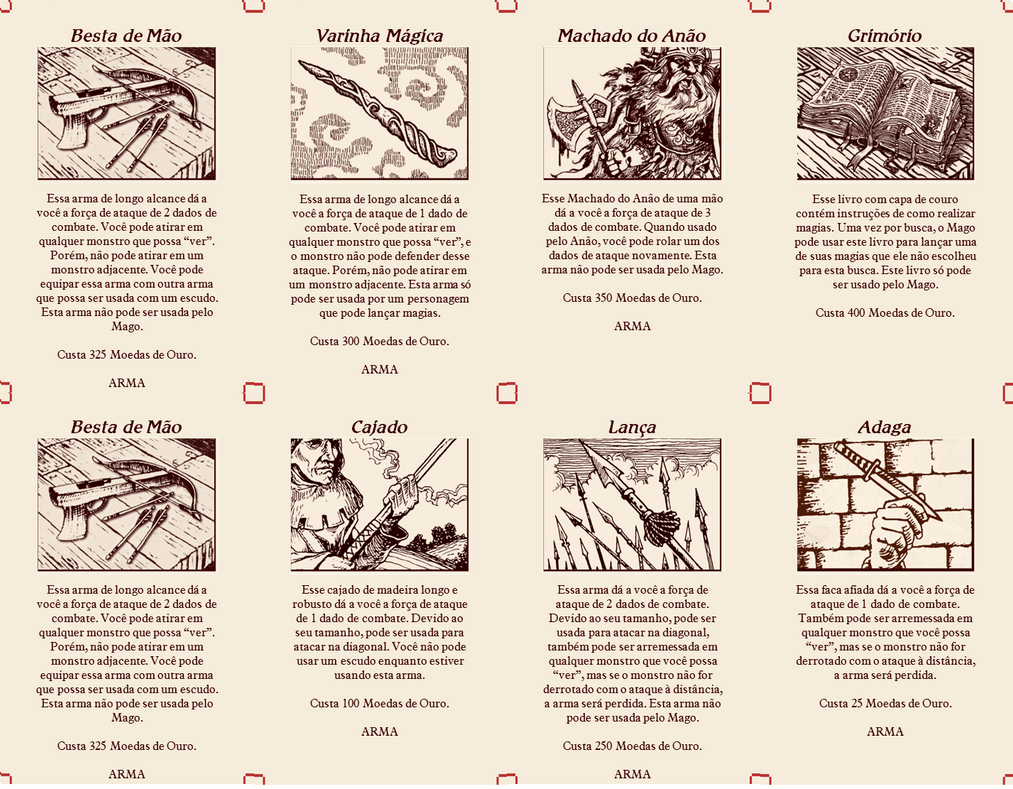 Besta de Mão
Essa arma de longo alcance dá a
você a força de ataque de 2 dados de
combate. Você pode atirar em
qualquer monstro que possa “ver”.
Porém, não pode atirar em um
monstro adjacente. Você pode
equipar essa arma com outra arma
que possa ser usada com um escudo.
Esta arma não pode ser usada pelo
Mago.
Custa 325 Moedas de Ouro.
ARMA
Varinha Mágica
Essa arma de longo alcance dá a
você a força de ataque de 1 dado de
combate. Você pode atirar em
qualquer monstro que possa “ver”, e
o monstro não pode defender desse
ataque. Porém, não pode atirar em
um monstro adjacente. Esta arma só
pode ser usada por um personagem
que pode lançar magias.
Custa 300 Moedas de Ouro.
ARMA
Machado do Anão
Esse Machado do Anão de uma mão
dá a você a força de ataque de 3
dados de combate. Quando usado
pelo Anão, você pode rolar um dos
dados de ataque novamente. Esta
arma não pode ser usada pelo Mago.
Custa 350 Moedas de Ouro.
ARMA
Grimório
Esse livro com capa de couro
contém instruções de como realizar
magias. Uma vez por busca, o Mago
pode usar este livro para lançar uma
de suas magias que ele não escolheu
para esta busca. Este livro só pode
ser usado pelo Mago.
Custa 400 Moedas de Ouro.
Besta de Mão
Essa arma de longo alcance dá a
você a força de ataque de 2 dados de
combate. Você pode atirar em
qualquer monstro que possa “ver”.
Porém, não pode atirar em um
monstro adjacente. Você pode
equipar essa arma com outra arma
que possa ser usada com um escudo.
Esta arma não pode ser usada pelo
Mago.
Custa 325 Moedas de Ouro.
ARMA
Cajado
Esse cajado de madeira longo e
robusto dá a você a força de ataque
de 1 dado de combate. Devido ao
seu tamanho, pode ser usada para
atacar na diagonal. Você não pode
usar um escudo enquanto estiver
usando esta arma.
Custa 100 Moedas de Ouro.
ARMA
Lança
Essa arma dá a você a força de
ataque de 2 dados de combate.
Devido ao seu tamanho, pode ser
usada para atacar na diagonal,
também pode ser arremessada em
qualquer monstro que você possa
“ver”, mas se o monstro não for
derrotado com o ataque à distância,
a arma será perdida. Esta arma não
pode ser usada pelo Mago.
Custa 250 Moedas de Ouro.
ARMA
Adaga
Essa faca afiada dá a você a força de
ataque de 1 dado de combate.
Também pode ser arremessada em
qualquer monstro que você possa
“ver”, mas se o monstro não for
derrotado com o ataque à distância,
a arma será perdida.
Custa 25 Moedas de Ouro.
ARMA